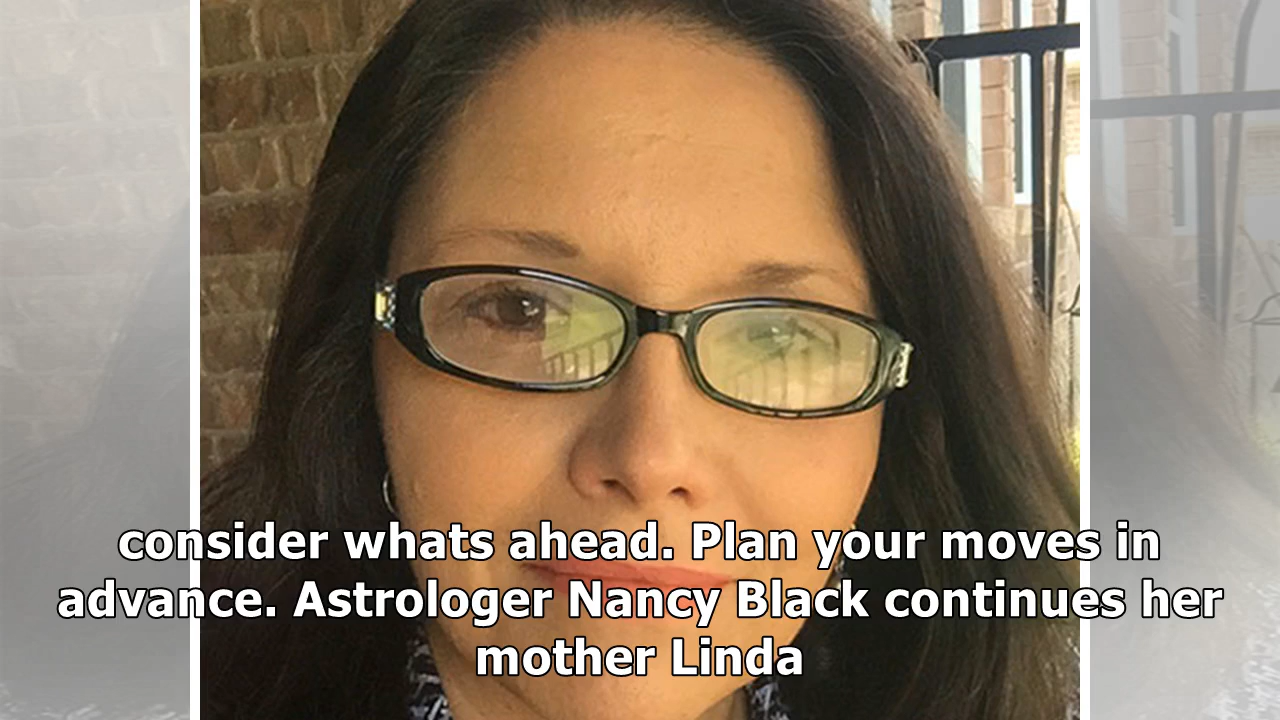 consider whats ahead. Plan your moves in
advance. Astrologer Nancy Black continues her
mother Linda